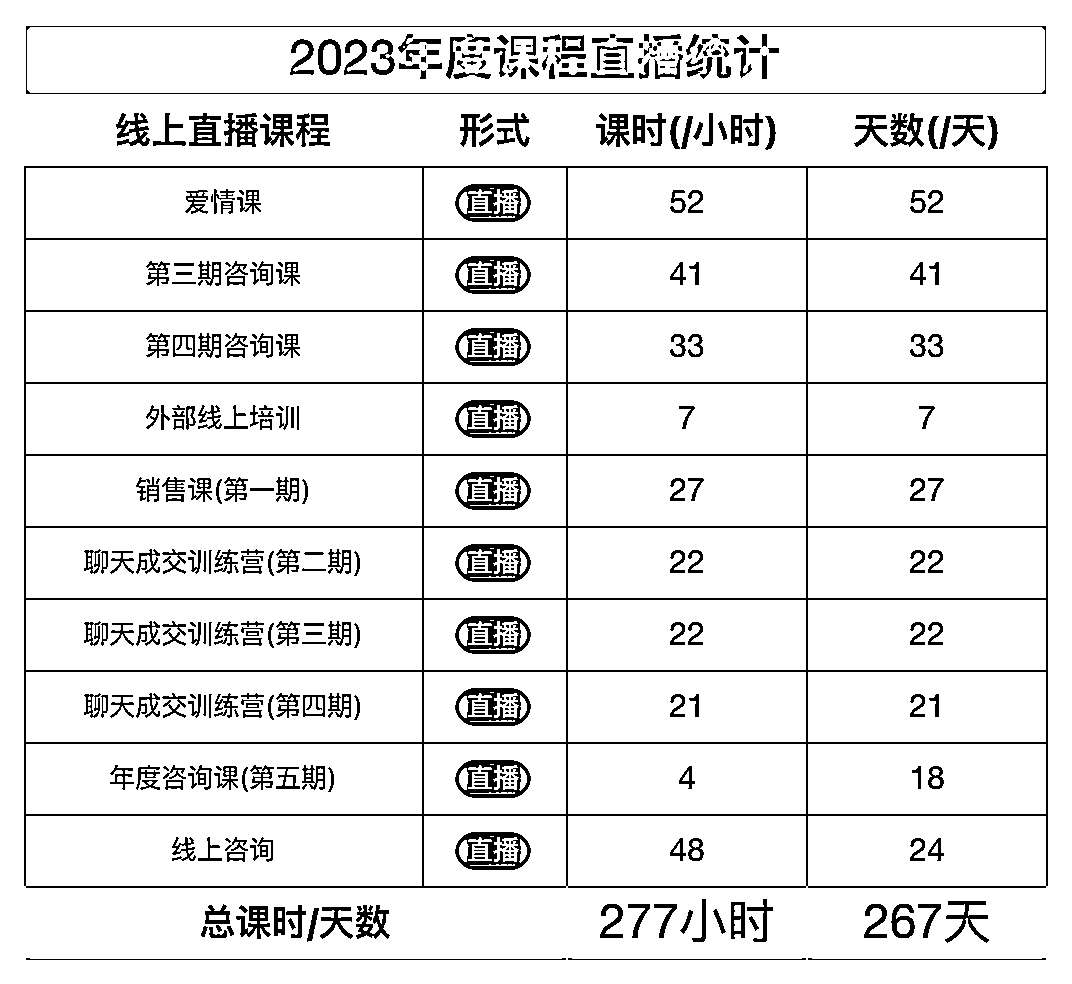 2023年度课程直播统计
线上直播课程 形式 课时(/小时) 天数(/天)
爱情课 直播 52 52
第三期咨询课 直播 41 41
第四期咨询课 直播 33 33
外部线上培训 直播 7 7
销售课(第一期) 直播 27 27
聊天成交训练营(第二期) 直播 22 22
聊天成交训练营(第三期) 直播 22 22
聊天成交训练营(第四期) 直播 21 21
年度咨询课(第五期) 直播 4 18
线上咨询 直播 48 24
总课时/天数 277小时 267天